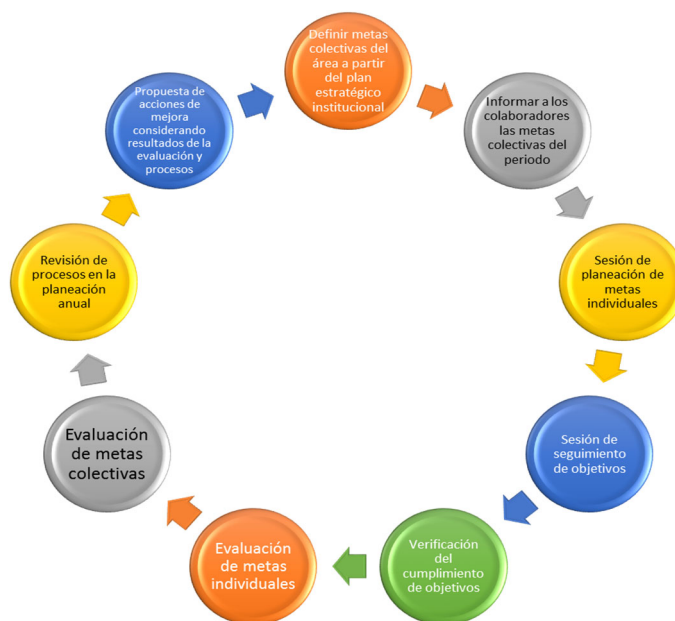 Definir metas
colectivas del
área a partir
del plan
estratégico
institucional
Informar a los
colaboradores
las metas
colectivas del
periodo
Sesión de
planeación de
metas
individuales
Sesión de
seguimiento
de objetivos
Verificación
del
cumplimiento
de objetivos
Evaluación
de metas
individuales
Evaluación
de metas
colectivas
Revisión de
procesos en la
planeación
anual
Propuesta de
acciones de
mejora
considerando
resultados de la
evaluación y
procesos